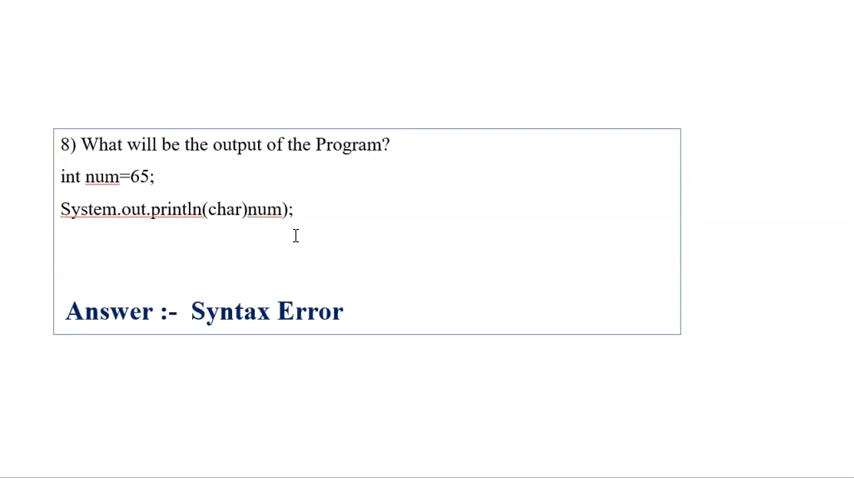 8) What will be the output of the Program?
int num=65;
System.out.println(char)num);
Answer :-  Syntax Error